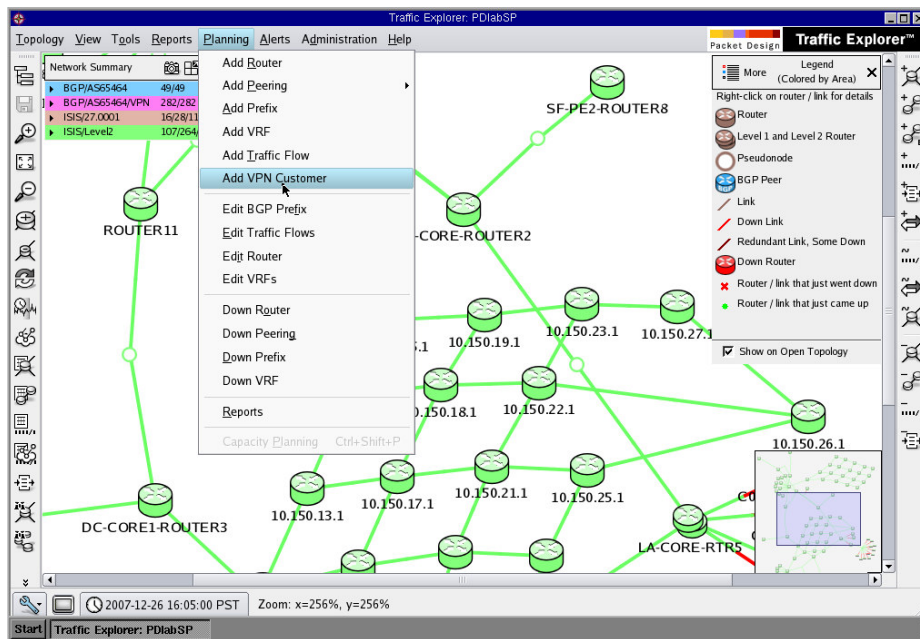 Traffic Explorer: PDlabSP
Topology View Tools Reports Planning Alerts Administration Help
Packet Design
Traffic Explorer™
Network Summary
BGP/AS65464 49/49
BGP/AS65464/VPN 282/282
ISIS/27.0001 16/28/11
ISIS/Level2 107/264/
Add Router
Add Peering
Add Prefix
Add VRF
Add Traffic Flow
Add VPN Customer
Edit BGP Prefix
Edit Traffic Flows
Edit Router
Edit VRFs
Down Router
Down Peering
Down Prefix
Down VRF
Reports
Capacity Planning Ctrl+Shift+P
More
Legend
(Colored by Area)
Right-click on router / link for details
Router
Level 1 and Level 2 Router
Pseudonode
BGP Peer
Link
Down Link
Redundant Link, Some Down
Down Router
Router / link that just went down
Router / link that just came up
Show on Open Topology
SF-PE2-ROUTER8
ROUTER11
-CORE-ROUTER2
10.150.19.1
10.150.23.1
10.150.27.1
.1
.150.18.1
10.150.22.1
10.150.26.1
10.150.13.1
10.150.17.1
10.150.21.1
10.150.25.1
DC-CORE1-ROUTER3
LA-CORE-RTR5
2007-12-26 16:05:00 PST
Zoom: x=256%, y=256%
Start
Traffic Explorer: PDlabSP